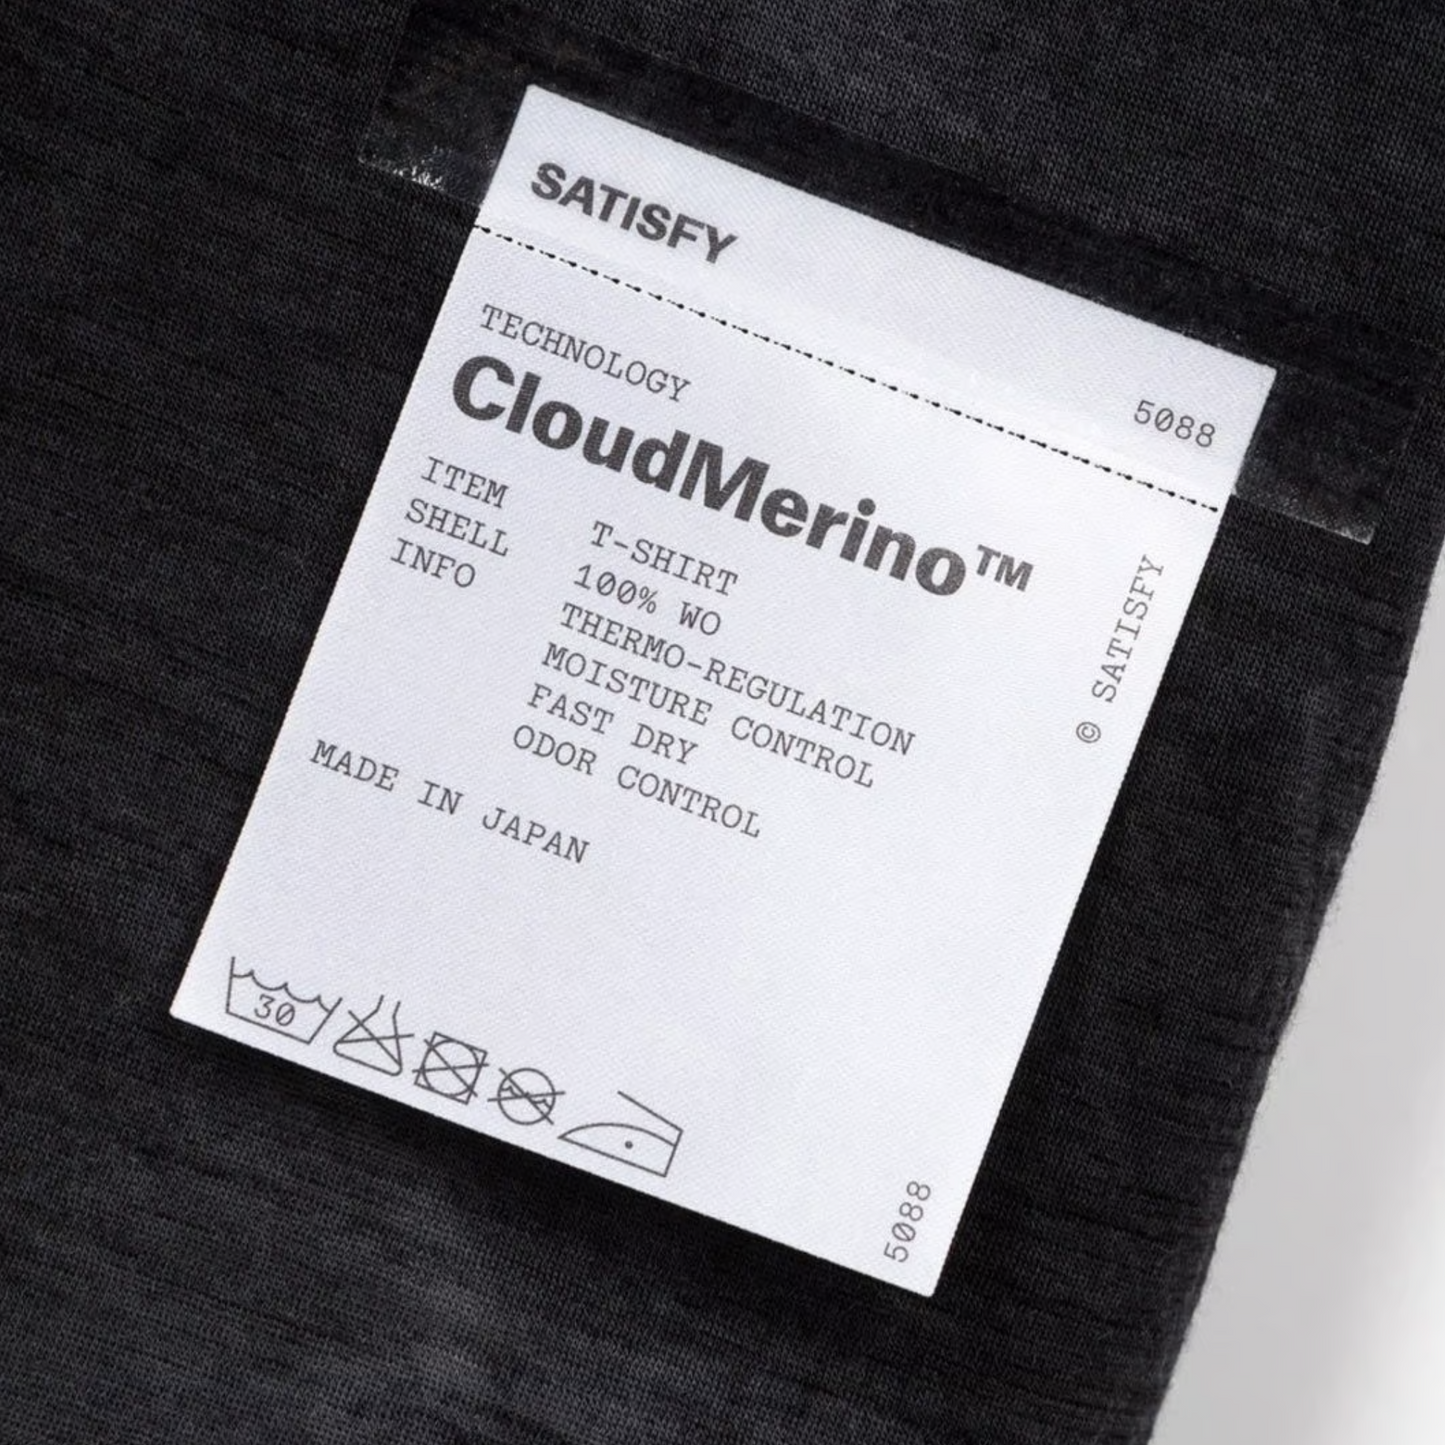 SATISFY
5088
TECHNOLOGY
CloudMerino™
ITEM T-SHIRT
SHELL 100% WO
INFO THERMO-REGULATION
MOISTURE CONTROL
FAST DRY
ODOR CONTROL
MADE IN JAPAN
© SATISFY
30
5088